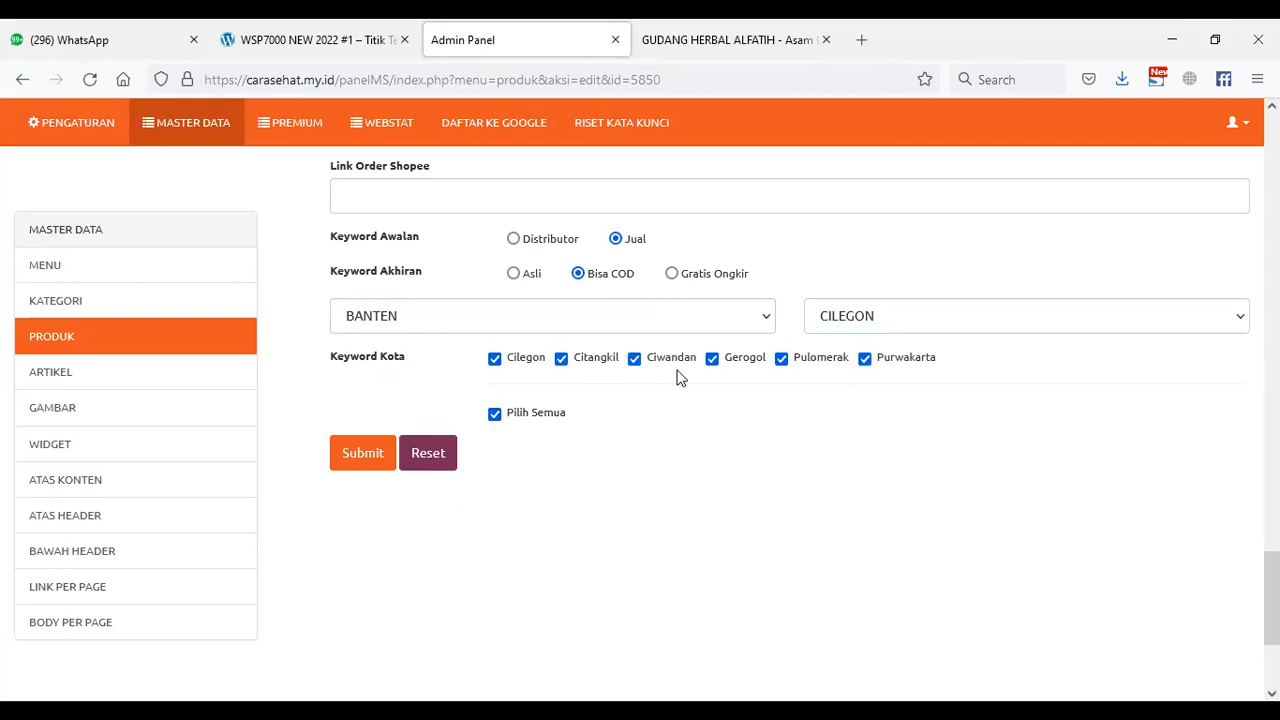 99+ (296) WhatsApp
WSP7000 NEW 2022 #1 – Titik Te
Admin Panel
GUDANG HERBAL ALFATIH - Asam U
https://carasehat.my.id/panelMS/index.php?menu=produk&aksi=edit&id=5850
Search
New
PENGATURAN
MASTER DATA
PREMIUM
WEBSTAT
DAFTAR KE GOOGLE
RISET KATA KUNCI
MASTER DATA
MENU
KATEGORI
PRODUK
ARTIKEL
GAMBAR
WIDGET
ATAS KONTEN
ATAS HEADER
BAWAH HEADER
LINK PER PAGE
BODY PER PAGE
Link Order Shopee
Keyword Awalan
Distributor
Jual
Keyword Akhiran
Asli
Bisa COD
Gratis Ongkir
BANTEN
CILEGON
Keyword Kota
Cilegon
Citangkil
Ciwandan
Gerogol
Pulomerak
Purwakarta
Pilih Semua
Submit
Reset